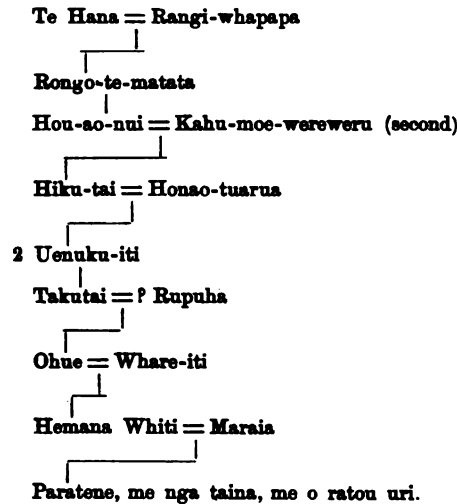 Te Hana = Rangi-whapapa
Rongo-te-matata
Hou-ao-nui = Kahu-moe-wereweru (second)
Hiku-tai = Honao-tuarua
2 Uenuku-iti
Takutai = ? Rupuha
Ohue = Whare-iti
Hemana Whiti = Maraia
Paratene, me nga taina, me o ratou uri.